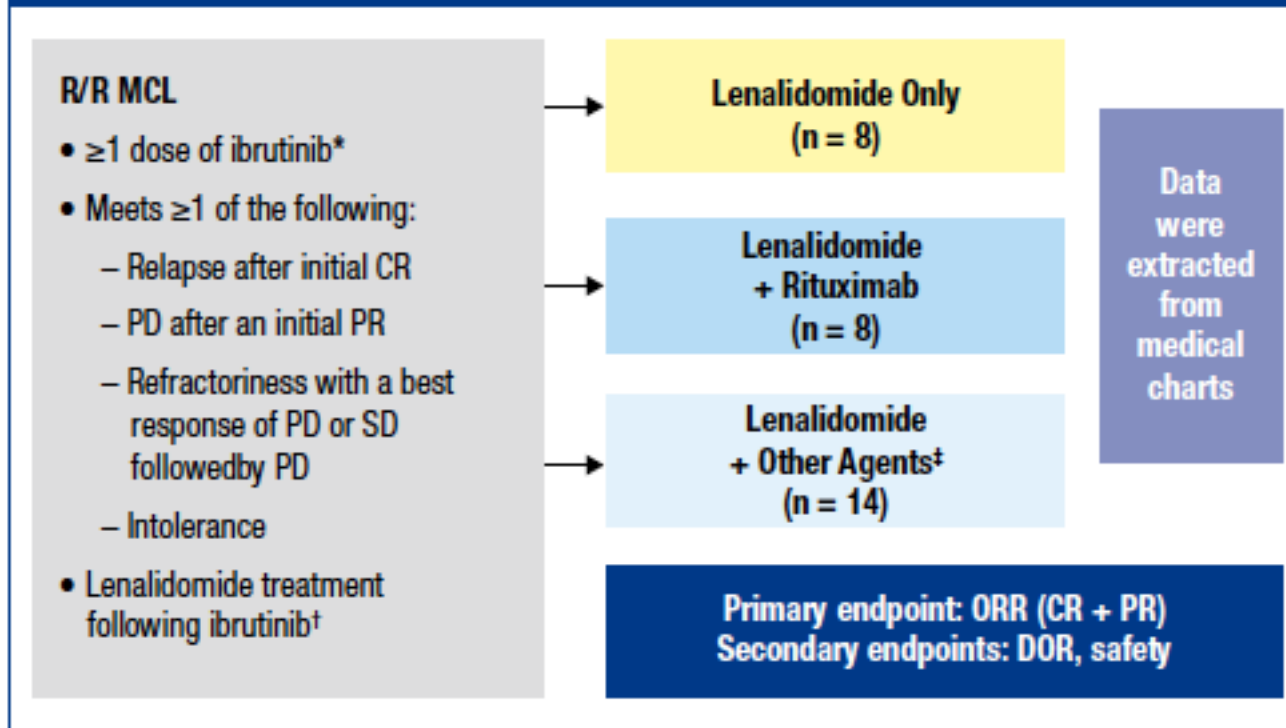 R/R MCL
• ≥1 dose of ibrutinib*
• Meets ≥1 of the following:
– Relapse after initial CR
– PD after an initial PR
– Refractoriness with a best
response of PD or SD
followedby PD
– Intolerance
• Lenalidomide treatment
following ibrutinib†
Lenalidomide Only
(n = 8)
Lenalidomide
+ Rituximab
(n = 8)
Lenalidomide
+ Other Agents‡
(n = 14)
Data
were
extracted
from
medical
charts
Primary endpoint: ORR (CR + PR)
Secondary endpoints: DOR, safety